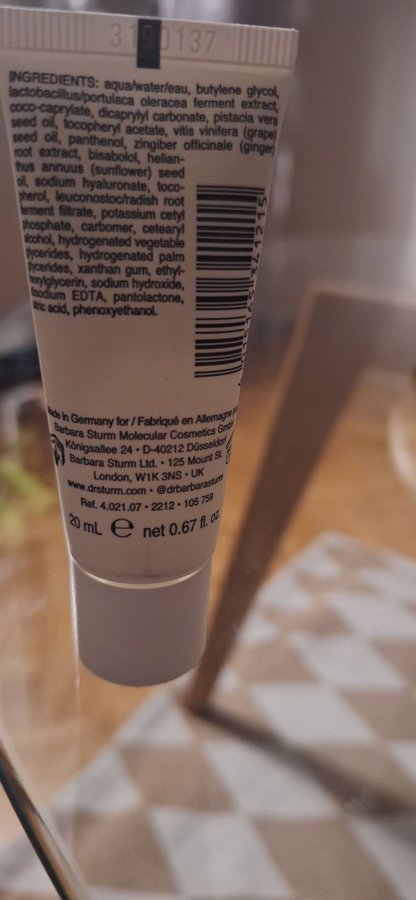 3190137
INGREDIENTS: aqua/water/eau, butylene glycol,
lactobacillus/portulaca oleracea ferment extract,
coco-caprylate, dicaprylyl carbonate, pistacia vera
seed oil, tocopheryl acetate, vitis vinifera (grape)
seed oil, panthenol, zingiber officinale (ginger)
root extract, bisabolol, helian-
thus annuus (sunflower) seed
oil, sodium hyaluronate, toco-
pherol, leuconostoc/radish root
ferment filtrate, potassium cetyl
phosphate, carbomer, cetearyl
alcohol, hydrogenated vegetable
glycerides, hydrogenated palm
glycerides, xanthan gum, ethyl-
hexylglycerin, sodium hydroxide,
disodium EDTA, pantolactone,
citric acid, phenoxyethanol.
Made in Germany for / Fabriqué en Allemagne
Barbara Sturm Molecular Cosmetics GmbH
Königsallee 24 • D-40212 Düsseldorf
Barbara Sturm Ltd. • 125 Mount St.
London, W1K 3NS • UK
www.drsturm.com • @drbarbarasturm
Ref. 4.021.07 • 2212 • 105 759
20 mL e net 0.67 fl. oz.